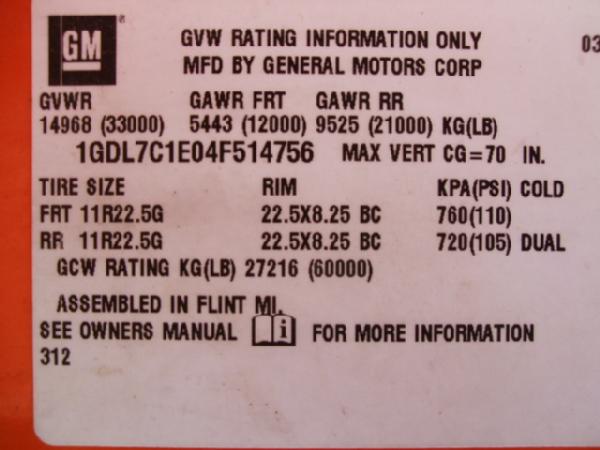 GM ®
GVW RATING INFORMATION ONLY 03
MFD BY GENERAL MOTORS CORP
GVWR GAWR FRT GAWR RR
14968 (33000) 5443 (12000) 9525 (21000) KG(LB)
1GDL7C1E04F514756 MAX VERT CG=70 IN.
TIRE SIZE RIM KPA(PSI) COLD
FRT 11R22.5G 22.5X8.25 BC 760(110)
RR 11R22.5G 22.5X8.25 BC 720(105) DUAL
GCW RATING KG(LB) 27216 (60000)
ASSEMBLED IN FLINT MI.
SEE OWNERS MANUAL i FOR MORE INFORMATION
312